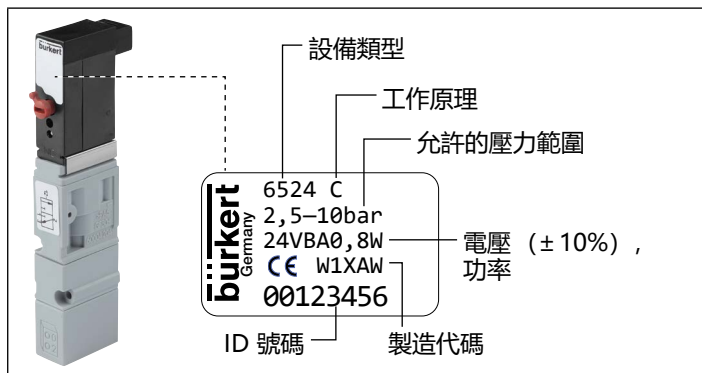 burkert
設備類型
工作原理
允許的壓力範圍
bürkert
Germany
6524 C
2,5–10bar
24VBA0,8W
電壓 (±10%) ,
功率
CE W1XAW
00123456
ID 號碼
製造代碼